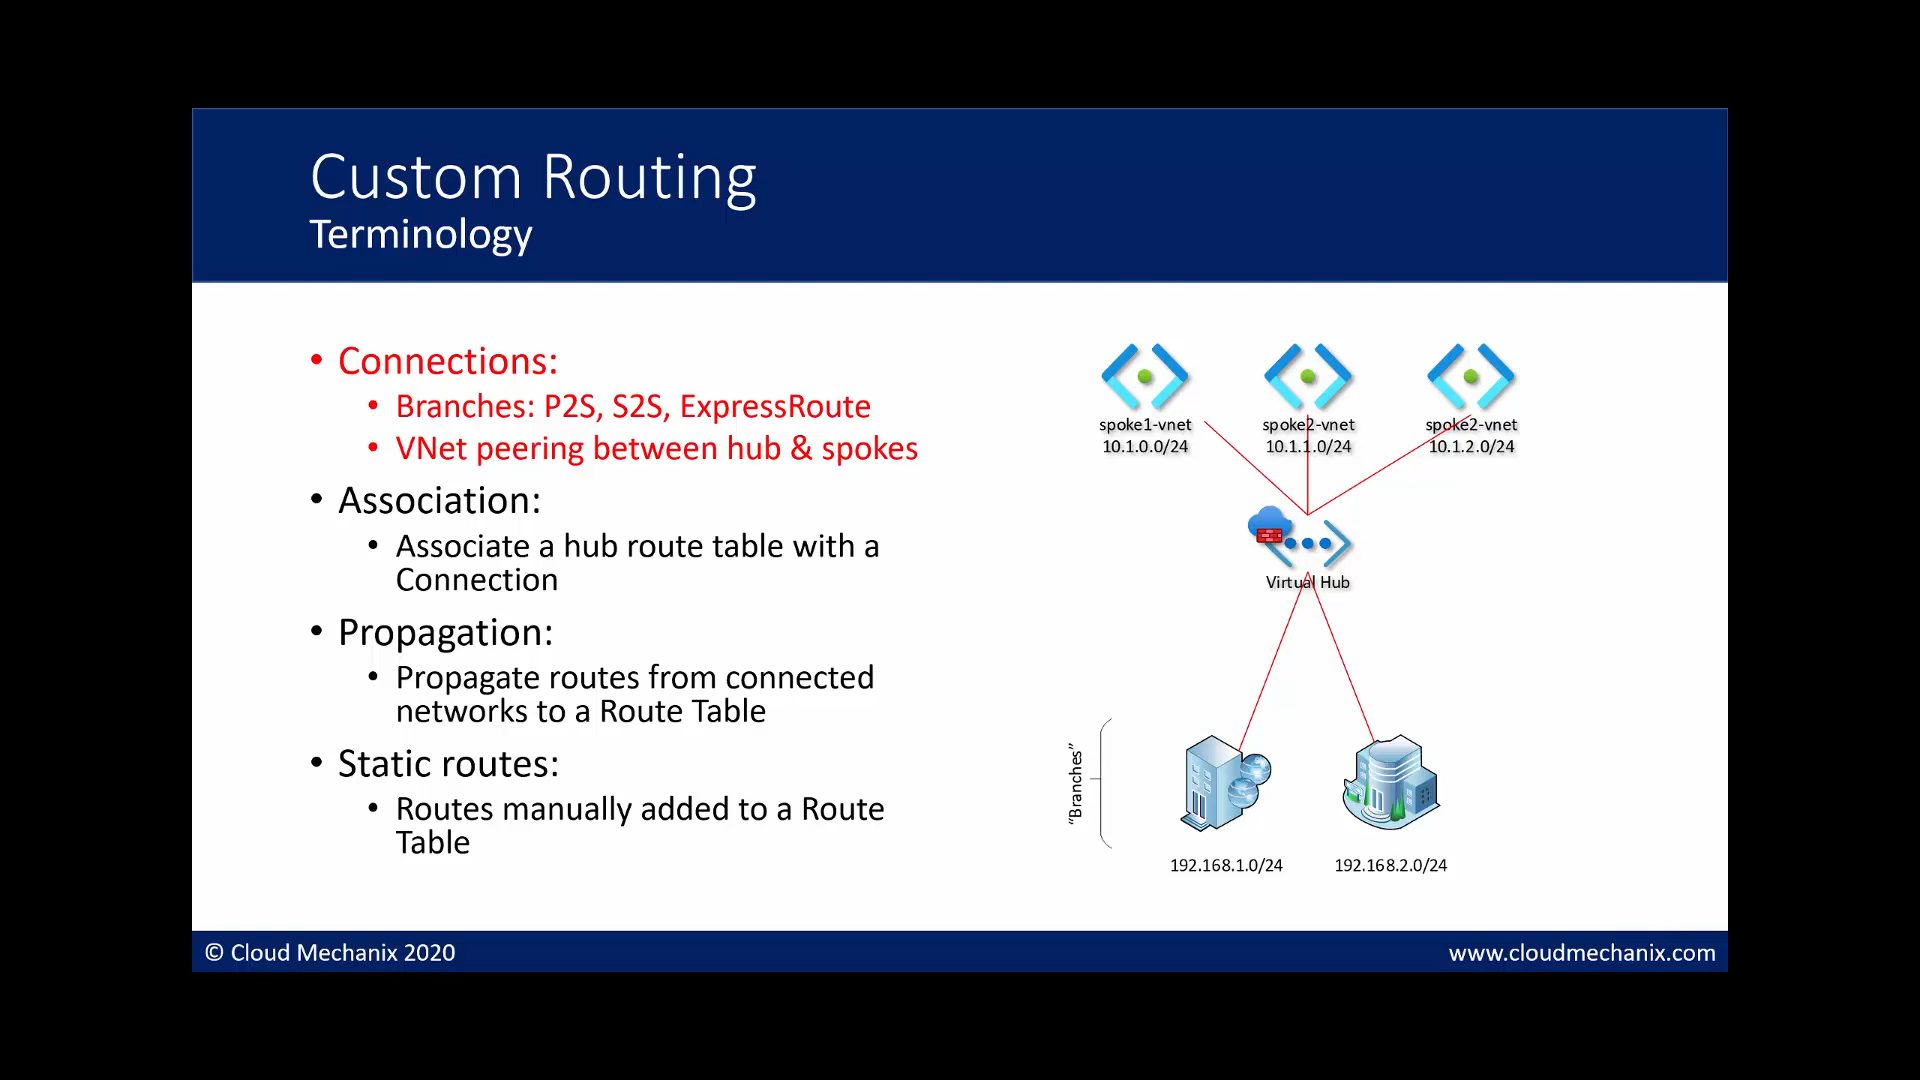 Custom Routing
Terminology
• Connections:
• Branches: P2S, S2S, ExpressRoute
• VNet peering between hub & spokes
• Association:
• Associate a hub route table with a
Connection
• Propagation:
• Propagate routes from connected
networks to a Route Table
• Static routes:
• Routes manually added to a Route
Table
spoke1-vnet
10.1.0.0/24
spoke2-vnet
10.1.1.0/24
spoke2-vnet
10.1.2.0/24
Virtual Hub
“Branches”
192.168.1.0/24
192.168.2.0/24
© Cloud Mechanix 2020
www.cloudmechanix.com